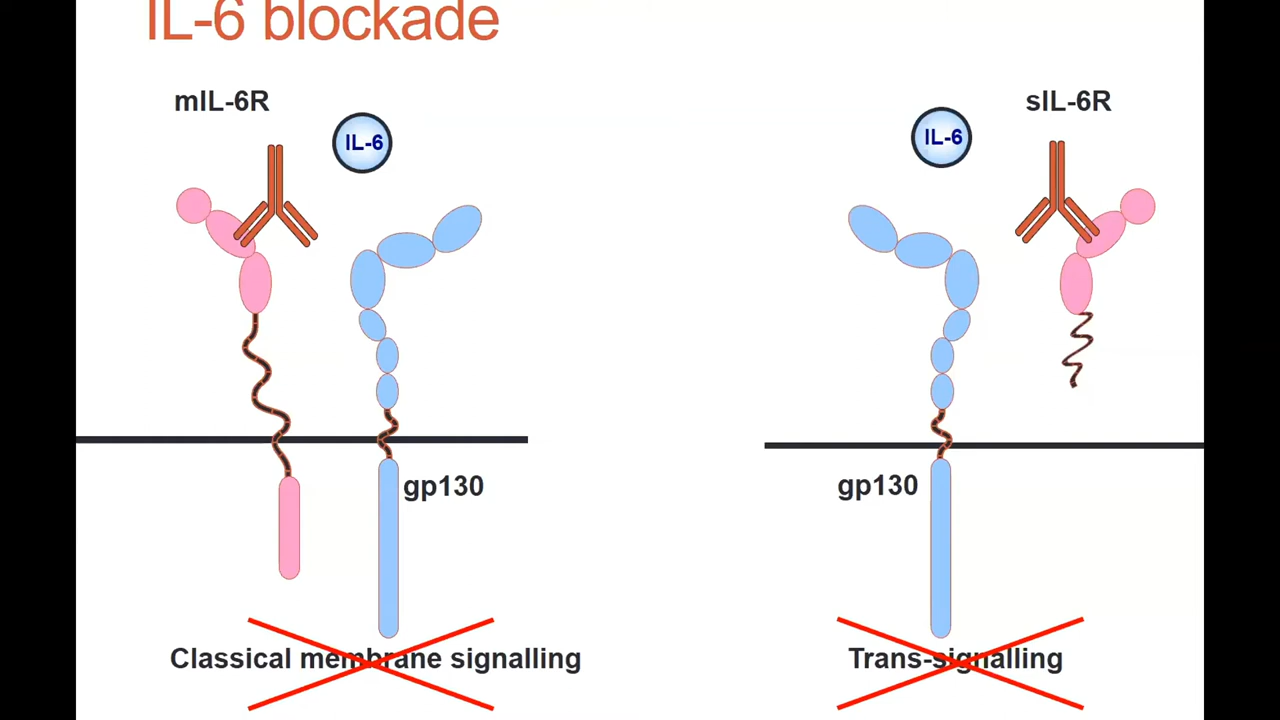 IL-6 blockade
mIL-6R
IL-6
IL-6
sIL-6R
gp130
gp130
Classical membrane signalling
Trans-signalling